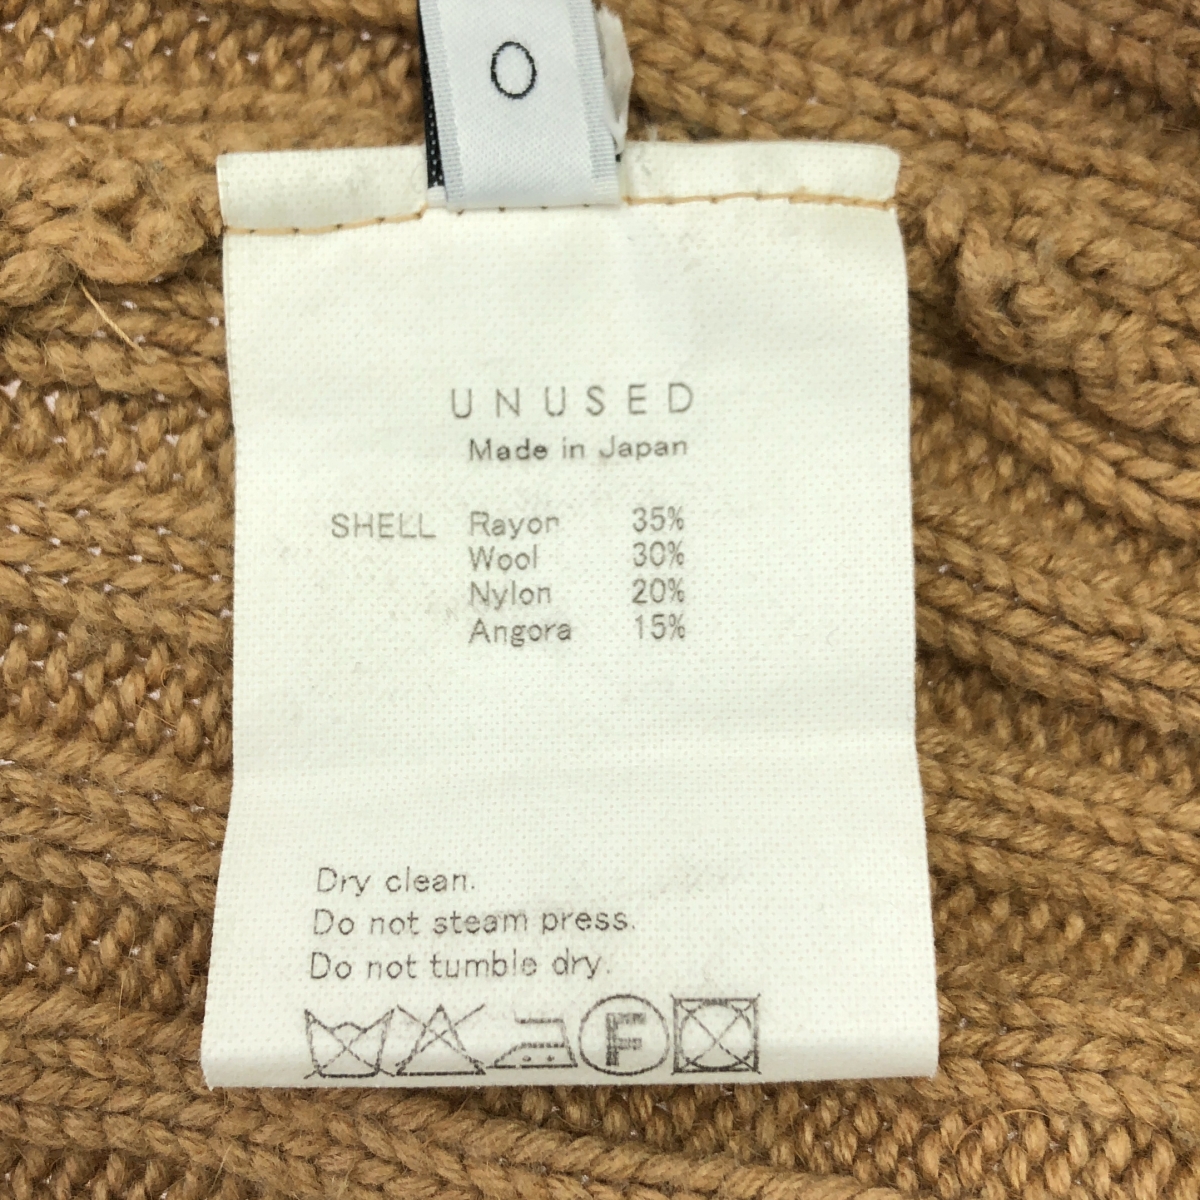 0
UNUSED
Made in Japan
SHELL Rayon 35%
Wool 30%
Nylon 20%
Angora 15%
Dry clean.
Do not steam press.
Do not tumble dry.
F